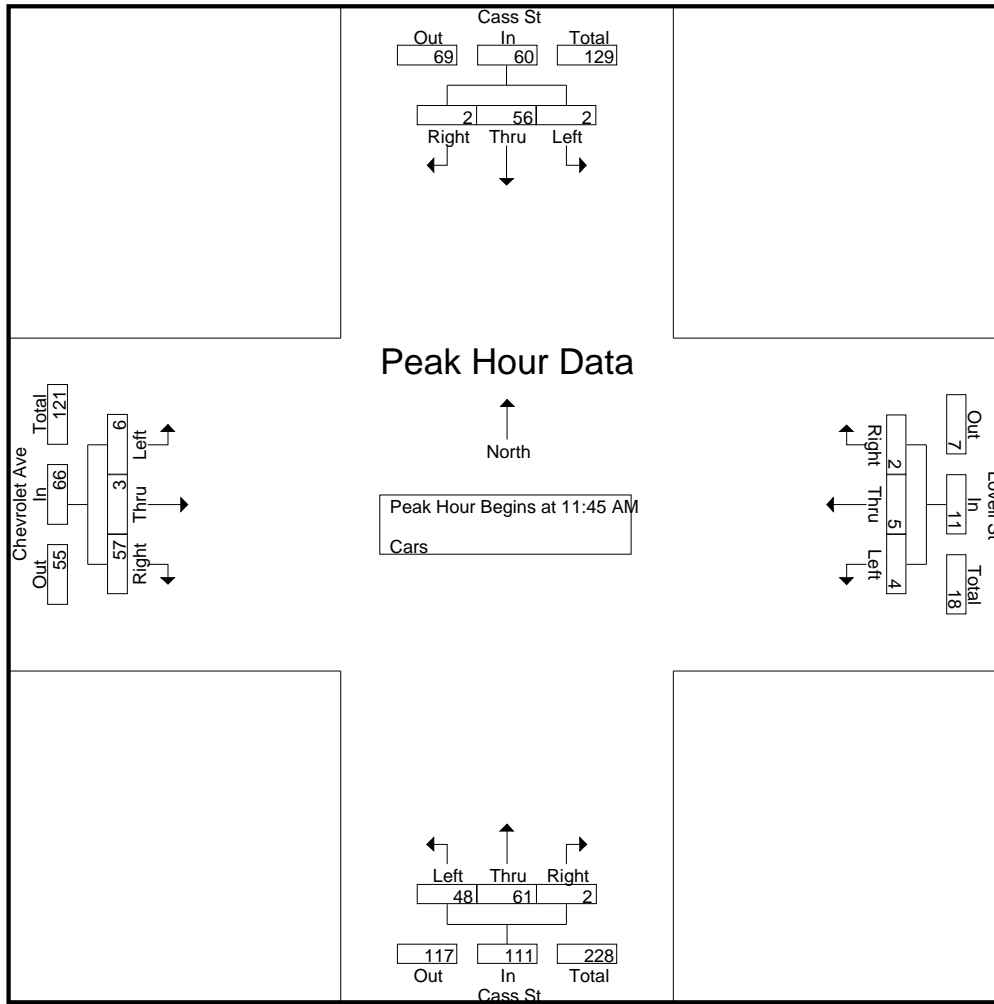 Cass St
Out In Total
69 60 129
2 56 2
Right Thru Left
Peak Hour Data
North
Peak Hour Begins at 11:45 AM
Cars
Chevrolet Ave
Out In Total
55 66 121
6 3 57
Left Thru Right
Out In Total
7 11 18
2 5 4
Right Thru Left
Left Thru Right
48 61 2
117 111 228
Out In Total
Cass St